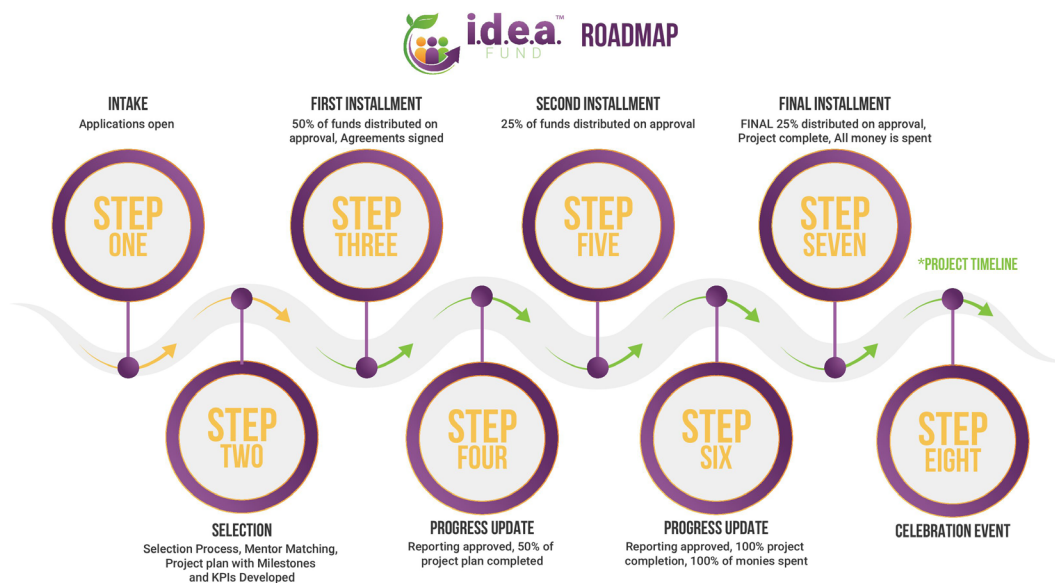 i.d.e.a.™ ROADMAP
FUND
INTAKE
Applications open
STEP
ONE
SELECTION
Selection Process, Mentor Matching,
Project plan with Milestones
and KPIs Developed
STEP
TWO
FIRST INSTALLMENT
50% of funds distributed on
approval, Agreements signed
STEP
THREE
PROGRESS UPDATE
Reporting approved, 50% of
project plan completed
STEP
FOUR
SECOND INSTALLMENT
25% of funds distributed on approval
STEP
FIVE
PROGRESS UPDATE
Reporting approved, 100% project
completion, 100% of monies spent
STEP
SIX
FINAL INSTALLMENT
FINAL 25% distributed on approval,
Project complete, All money is spent
STEP
SEVEN
*PROJECT TIMELINE
STEP
EIGHT
CELEBRATION EVENT